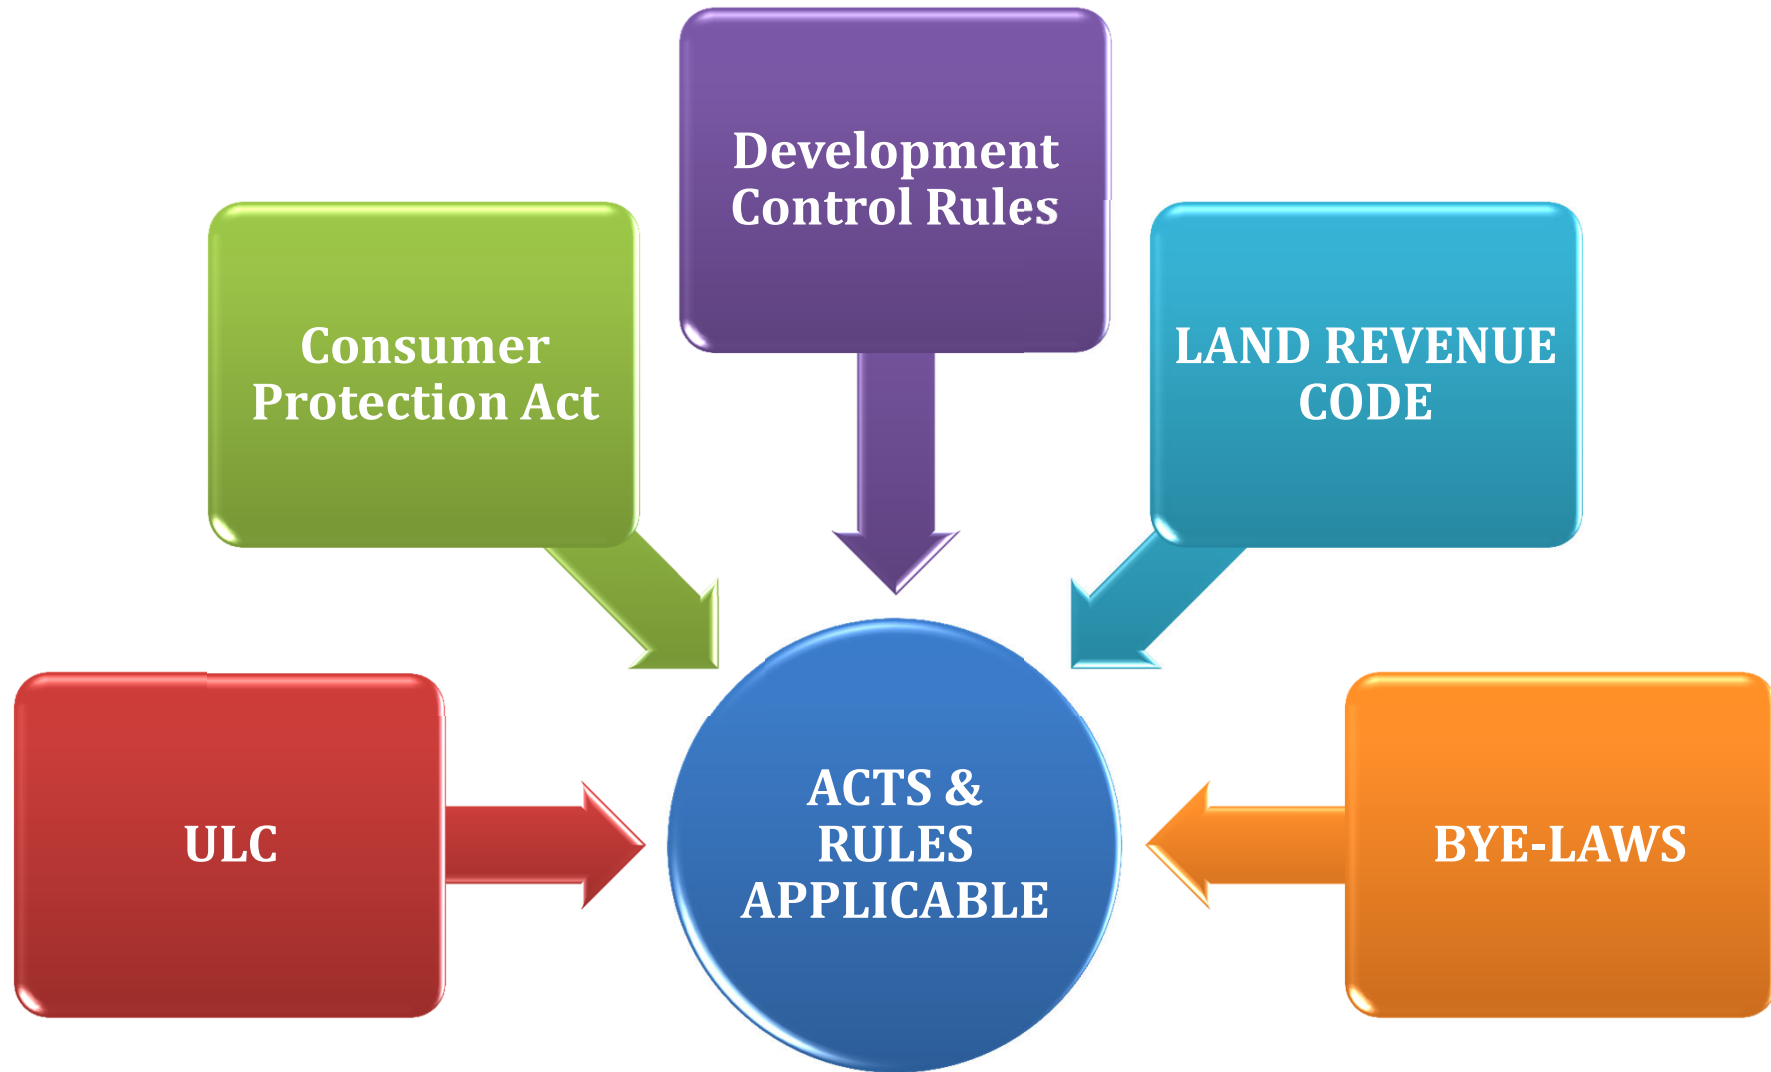 Development
Control Rules
Consumer
Protection Act
LAND REVENUE
CODE
ULC
ACTS &
RULES
APPLICABLE
BYE-LAWS